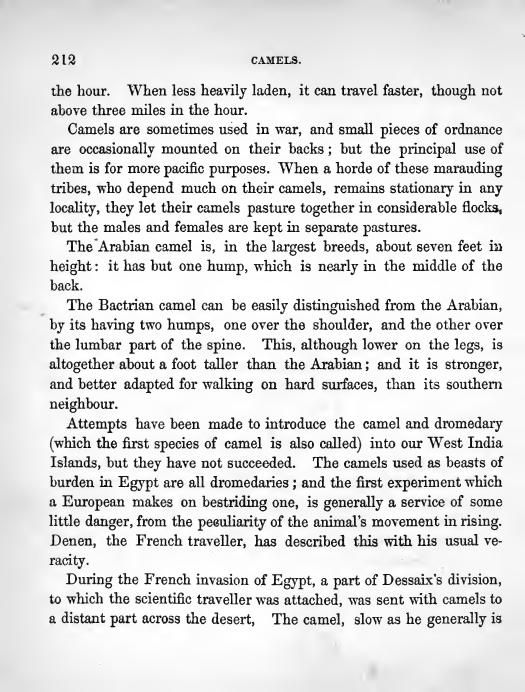 212 CAMELS.
the hour. When less heavily laden, it can travel faster, though not
above three miles in the hour.
Camels are sometimes used in war, and small pieces of ordnance
are occasionally mounted on their backs; but the principal use of
them is for more pacific purposes. When a horde of these marauding
tribes, who depend much on their camels, remains stationary in any
locality, they let their camels pasture together in considerable flocks,
but the males and females are kept in separate pastures.
The Arabian camel is, in the largest breeds, about seven feet in
height: it has but one hump, which is nearly in the middle of the
back.
The Bactrian camel can be easily distinguished from the Arabian,
by its having two humps, one over the shoulder, and the other over
the lumbar part of the spine. This, although lower on the legs, is
altogether about a foot taller than the Arabian; and it is stronger,
and better adapted for walking on hard surfaces, than its southern
neighbour.
Attempts have been made to introduce the camel and dromedary
(which the first species of camel is also called) into our West India
Islands, but they have not succeeded. The camels used as beasts of
burden in Egypt are all dromedaries; and the first experiment which
a European makes on bestriding one, is generally a service of some
little danger, from the peculiarity of the animal's movement in rising.
Denen, the French traveller, has described this with his usual ve-
racity.
During the French invasion of Egypt, a part of Dessaix's division,
to which the scientific traveller was attached, was sent with camels to
a distant part across the desert, The camel, slow as he generally is